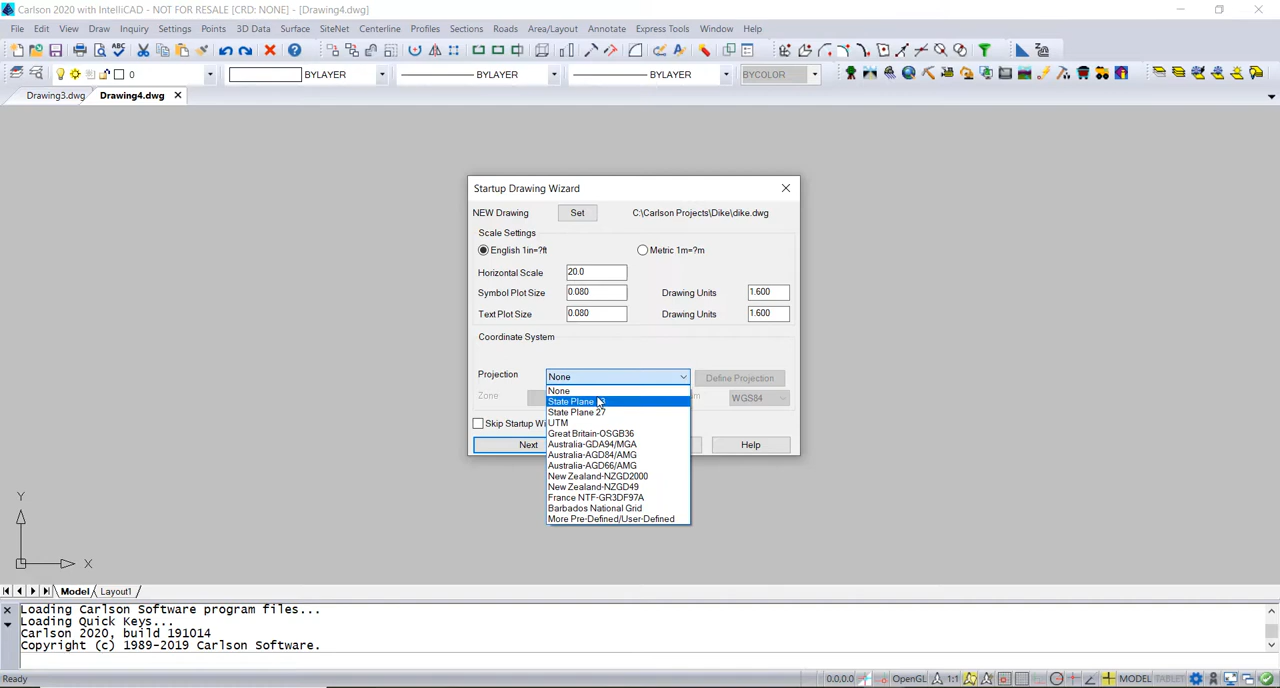 Carlson 2020 with IntelliCAD - NOT FOR RESALE [CRD: NONE] - [Drawing4.dwg]
File Edit View Draw Inquiry Settings Points 3D Data Surface SiteNet Centerline Profiles Sections Roads Area/Layout Annotate Express Tools Window Help
0 BYLAYER BYLAYER BYLAYER BYCOLOR
Drawing3.dwg Drawing4.dwg
Startup Drawing Wizard
NEW Drawing Set C:\Carlson Projects\Dike\dike.dwg
Scale Settings
English 1in=?ft Metric 1m=?m
Horizontal Scale 20.0
Symbol Plot Size 0.080 Drawing Units 1.600
Text Plot Size 0.080 Drawing Units 1.600
Coordinate System
Projection None Define Projection
None
Zone WGS84
State Plane
State Plane 27
UTM
Skip Startup
Great Britain-OSGB36
Next Australia-GDA94/MGA Help
Australia-AGD84/AMG
Australia-AGD66/AMG
New Zealand-NZGD2000
New Zealand-NZGD49
France NTF-GR3DF97A
Barbados National Grid
More Pre-Defined/User-Defined
Y
X
Model Layout1
Loading Carlson Software program files...
Loading Quick Keys...
Carlson 2020, build 191014
Copyright (c) 1989-2019 Carlson Software.
Ready 0.0.0.0 OpenGL 1:1 MODEL TABLET